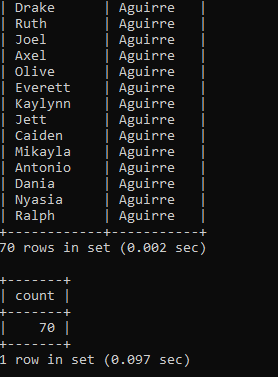 | Drake      | Aguirre   |
| Ruth       | Aguirre   |
| Joel       | Aguirre   |
| Axel       | Aguirre   |
| Olive      | Aguirre   |
| Everett    | Aguirre   |
| Kaylynn    | Aguirre   |
| Jett       | Aguirre   |
| Caiden     | Aguirre   |
| Mikayla    | Aguirre   |
| Antonio    | Aguirre   |
| Dania      | Aguirre   |
| Nyasia     | Aguirre   |
| Ralph      | Aguirre   |
+------------+-----------+
70 rows in set (0.002 sec)

+-------+
| count |
+-------+
|    70 |
+-------+
1 row in set (0.097 sec)